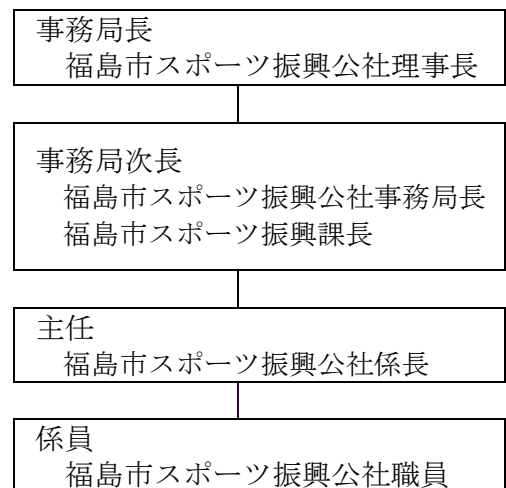 事務局長
福島市スポーツ振興公社理事長
事務局次長
福島市スポーツ振興公社事務局長
福島市スポーツ振興課長
主任
福島市スポーツ振興公社係長
係員
福島市スポーツ振興公社職員